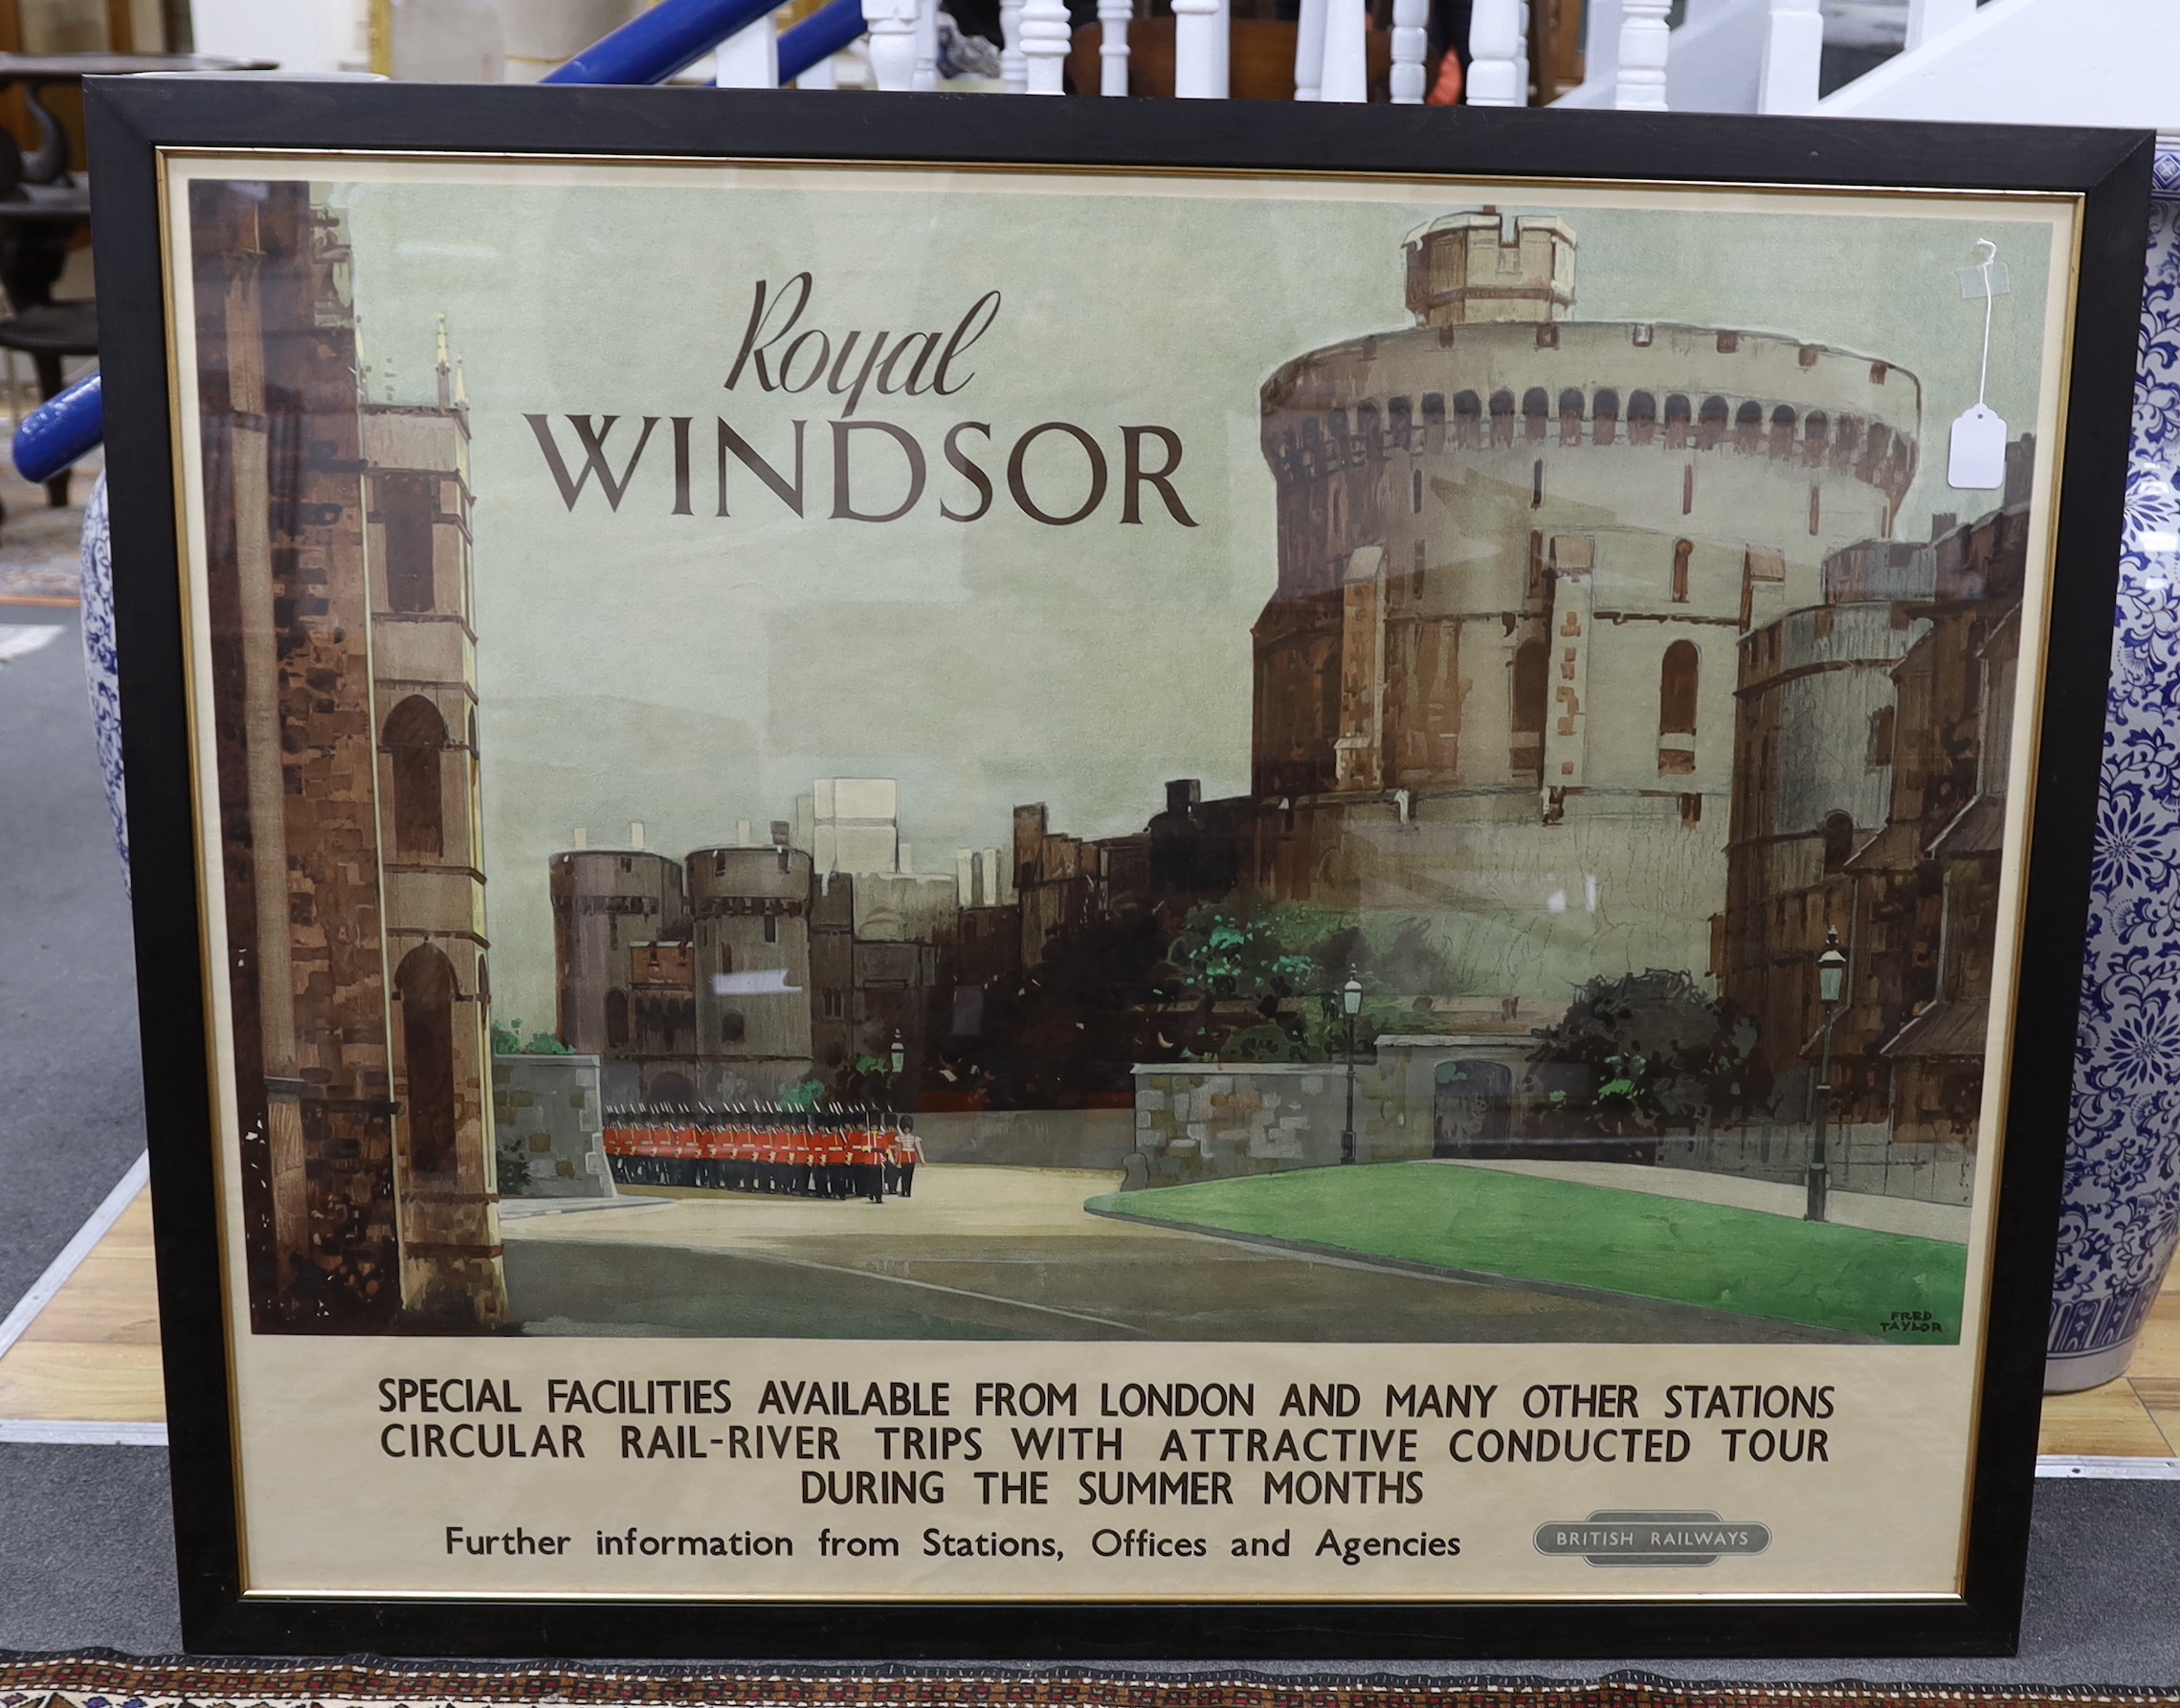 Royal
WINDSOR
FRED
TAYLOR
SPECIAL FACILITIES AVAILABLE FROM LONDON AND MANY OTHER STATIONS
CIRCULAR RAIL-RIVER TRIPS WITH ATTRACTIVE CONDUCTED TOUR
DURING THE SUMMER MONTHS
Further information from Stations, Offices and Agencies
BRITISH RAILWAYS